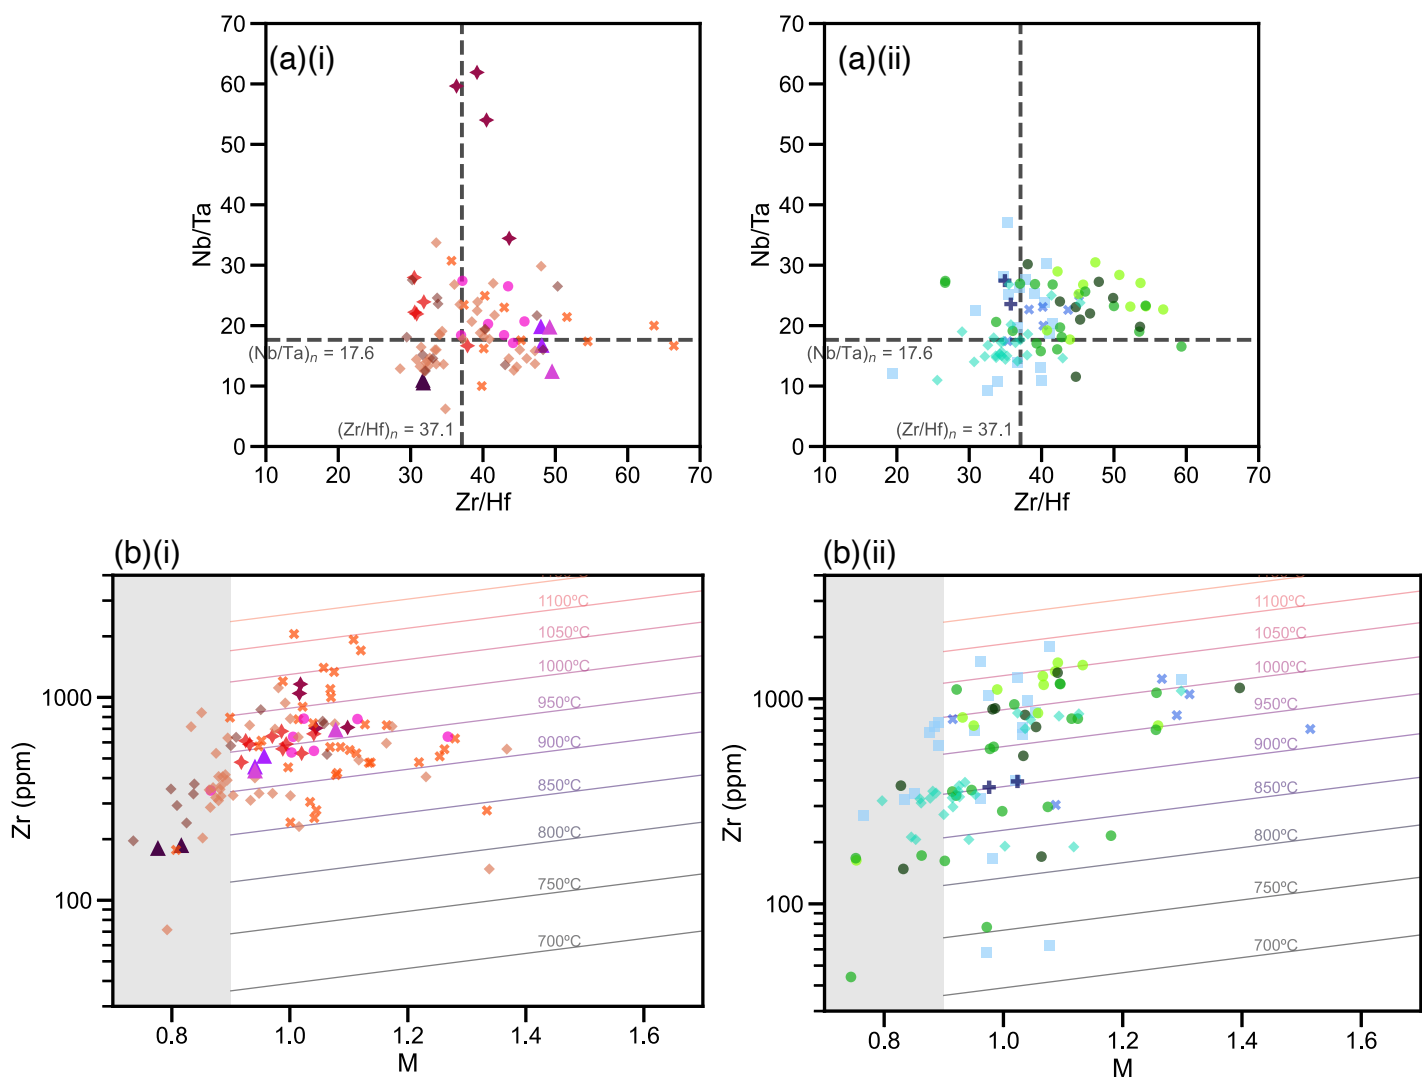 (a)(i)
70
60
50
40
30
20
10
0
Nb/Ta
(Nb/Ta)n = 17.6
(Zr/Hf)n = 37.1
10 20 30 40 50 60 70
Zr/Hf
(a)(ii)
70
60
50
40
30
20
10
0
Nb/Ta
(Nb/Ta)n = 17.6
(Zr/Hf)n = 37.1
10 20 30 40 50 60 70
Zr/Hf
(b)(i)
1100ºC
1050ºC
1000ºC
950ºC
900ºC
850ºC
800ºC
750ºC
700ºC
1000
100
Zr (ppm)
0.8 1.0 1.2 1.4 1.6
M
(b)(ii)
1100ºC
1050ºC
1000ºC
950ºC
900ºC
850ºC
800ºC
750ºC
700ºC
1000
100
Zr (ppm)
0.8 1.0 1.2 1.4 1.6
M